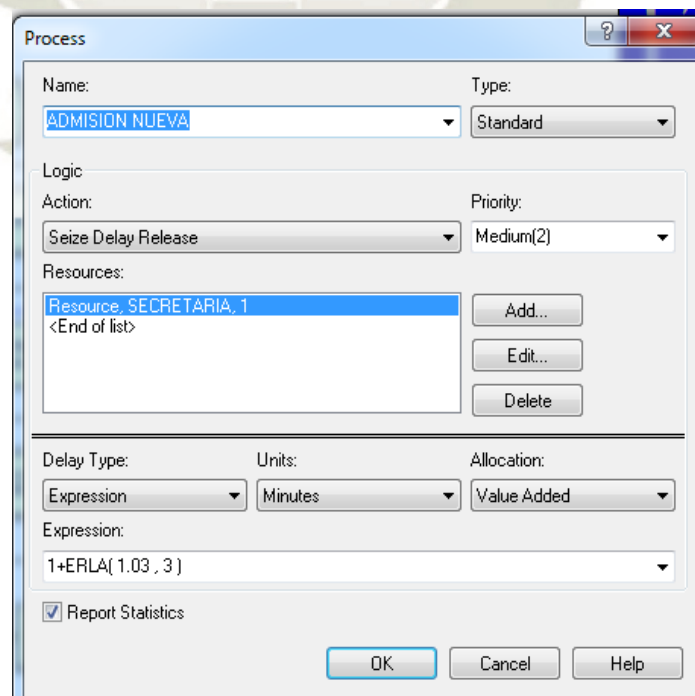 Process
Name: Type:
ADMISION NUEVA Standard
Logic
Action: Priority:
Seize Delay Release Medium(2)
Resources:
Resource, SECRETARIA, 1
<End of list>
Add...
Edit...
Delete
Delay Type: Units: Allocation:
Expression Minutes Value Added
Expression:
1+ERLA( 1.03 , 3 )
Report Statistics
OK Cancel Help